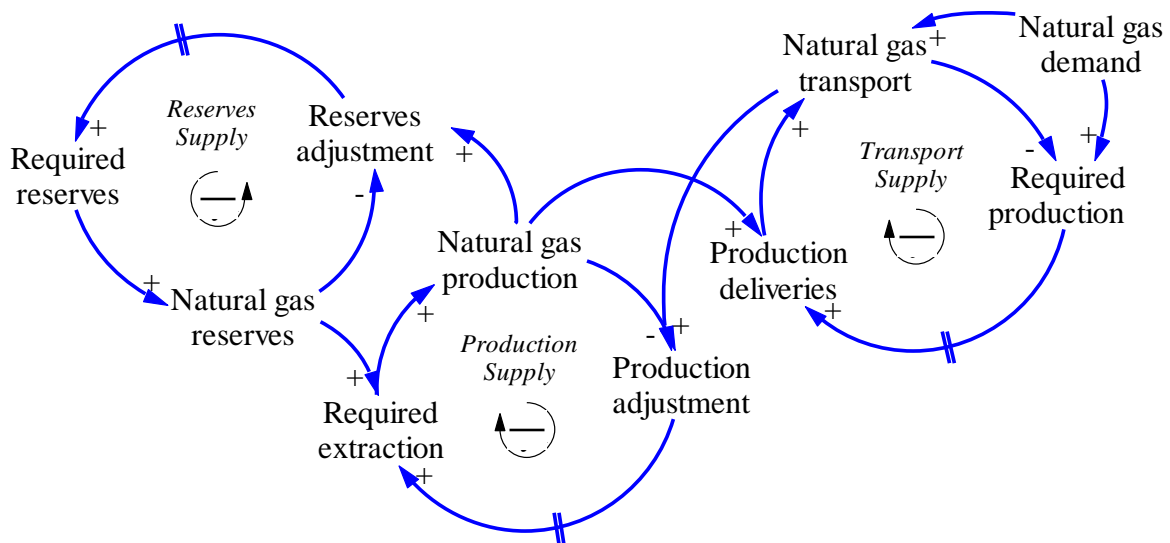 Natural gas
demand
Natural gas
transport
+
+
Reserves
Supply
Reserves
adjustment
+
-
+
Required
reserves
+
-
+
-
Transport
Supply
Required
production
+
Natural gas
reserves
Natural gas
production
+
Production
deliveries
+
+
-
+
Production
Supply
Production
adjustment
+
Required
extraction
+